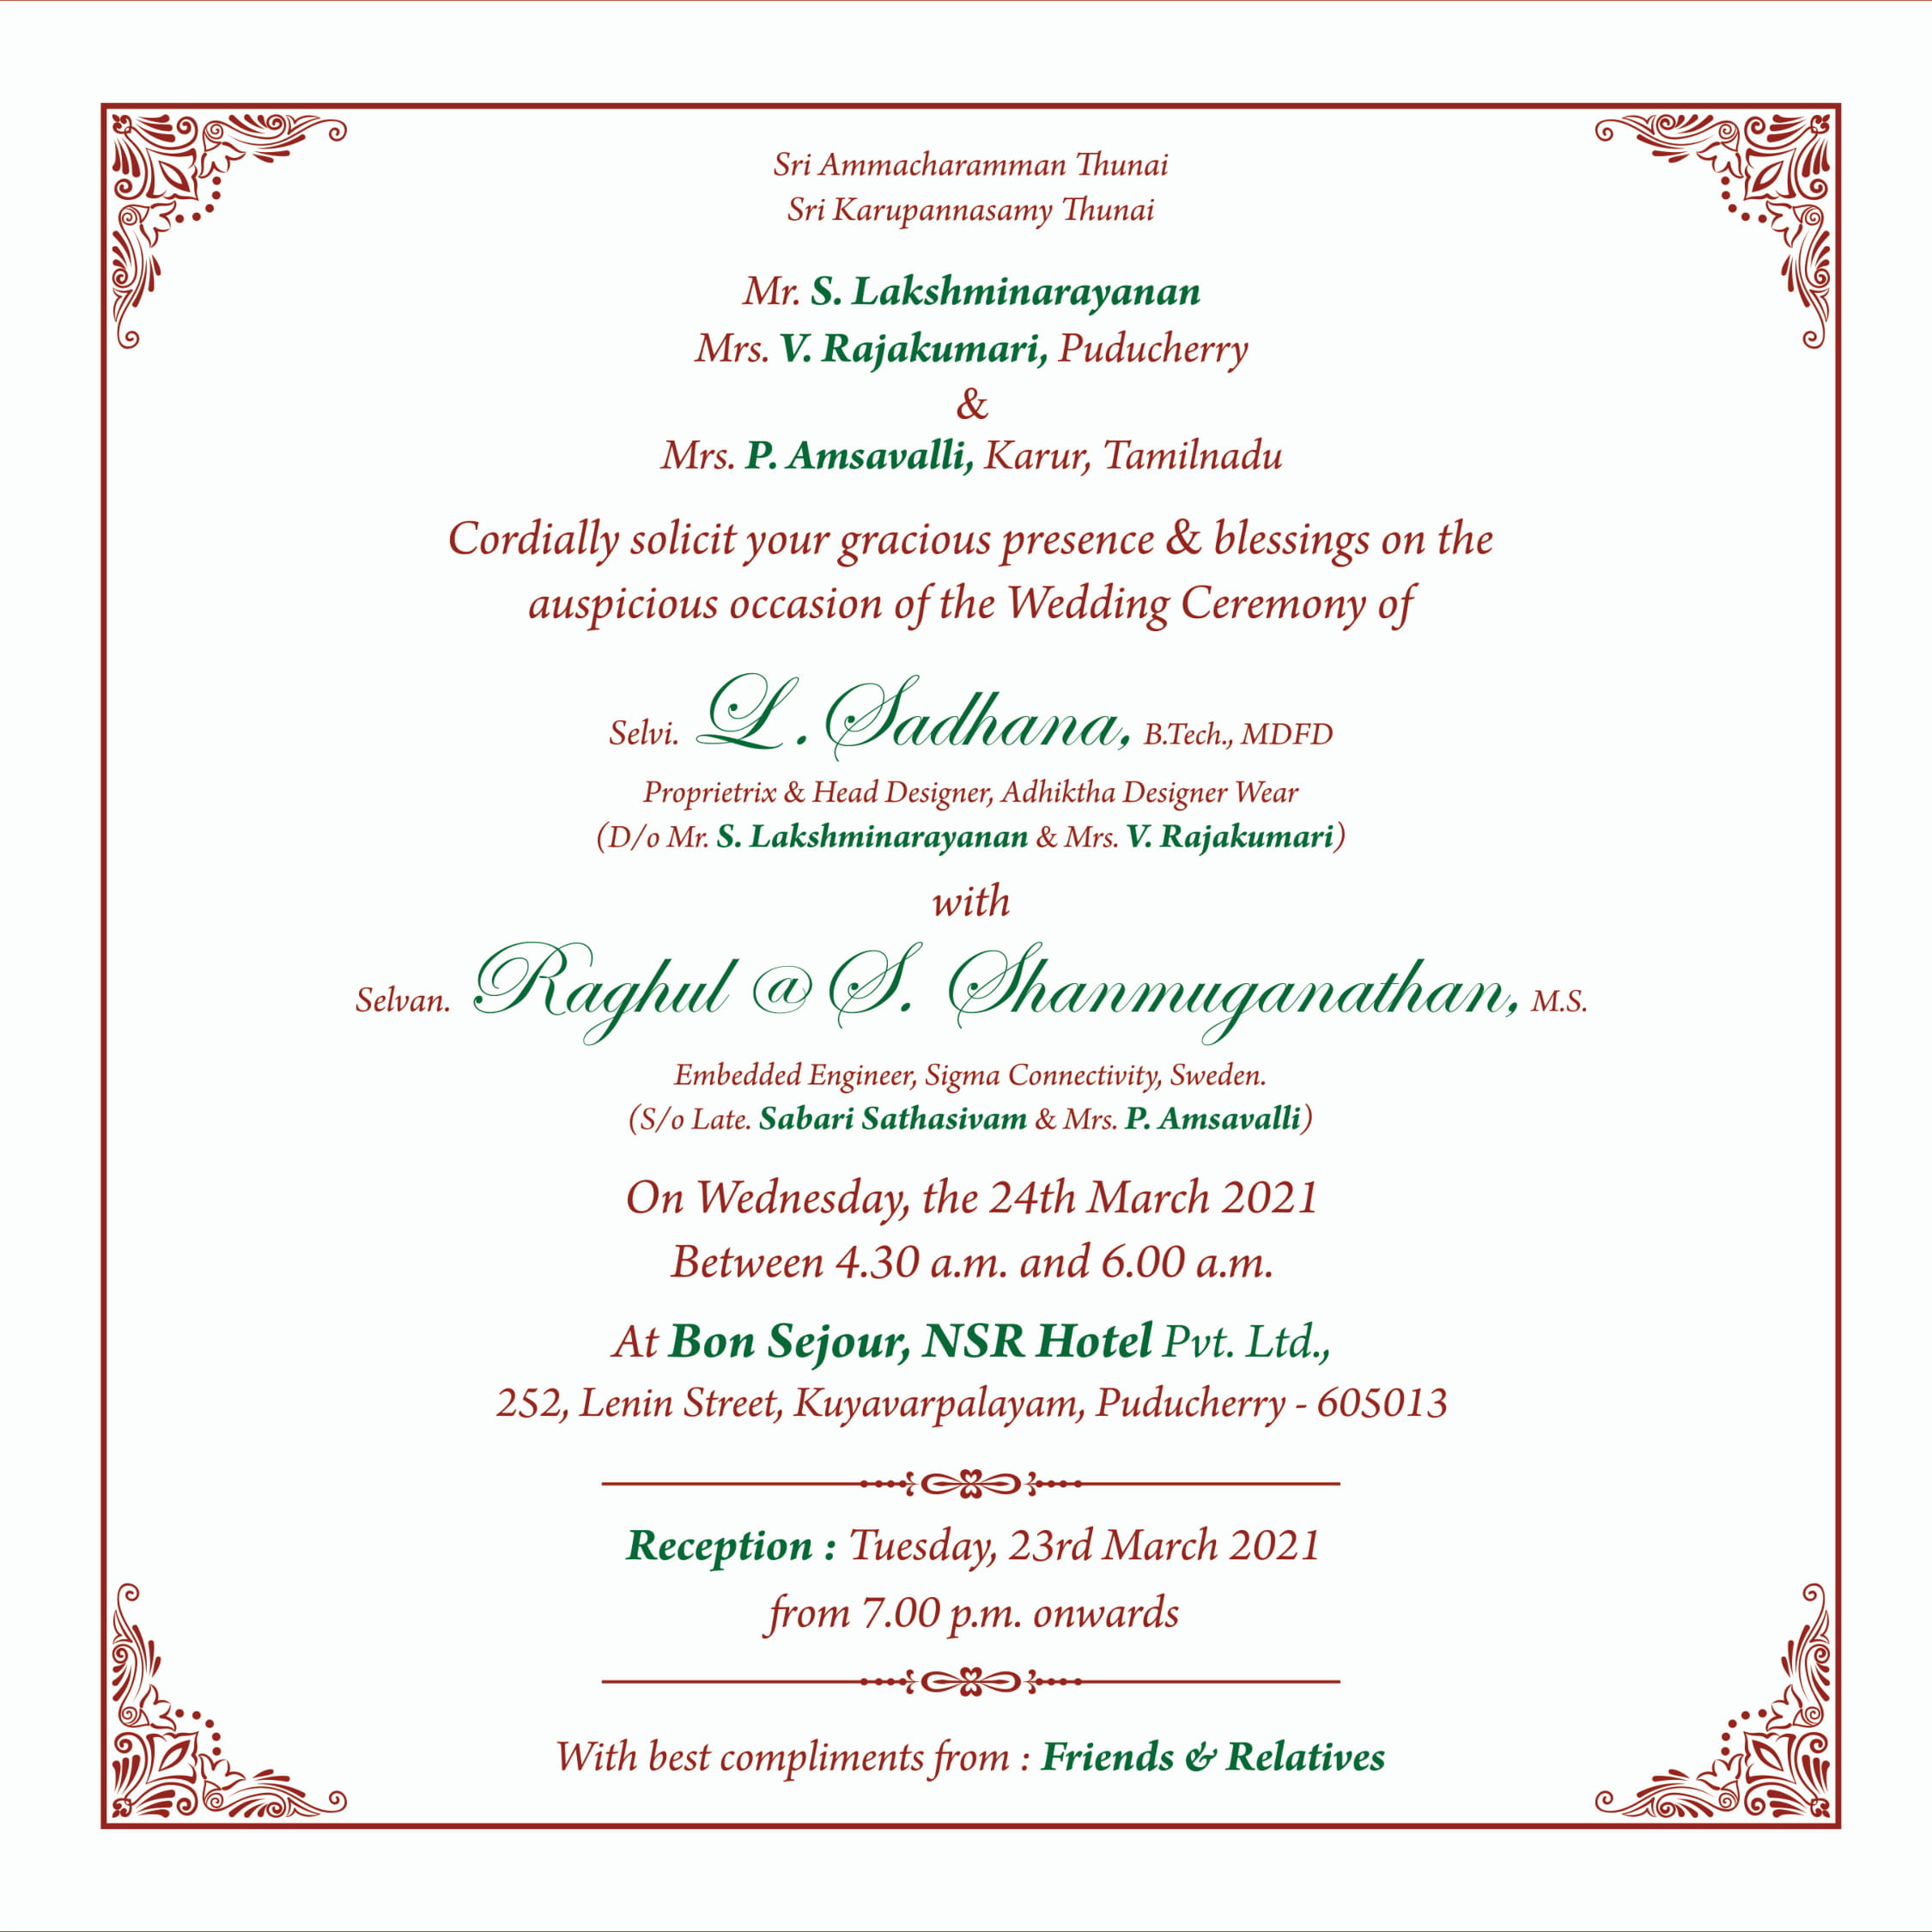 Sri Ammacharamman Thunai
Sri Karupannasamy Thunai
Mr. S. Lakshminarayanan
Mrs. V. Rajakumari, Puducherry
&
Mrs. P. Amsavalli, Karur, Tamilnadu
Cordially solicit your gracious presence & blessings on the
auspicious occasion of the Wedding Ceremony of
Selvi. L. Sadhana, B.Tech., MDFD
Proprietrix & Head Designer, Adhiktha Designer Wear
(D/o Mr. S. Lakshminarayanan & Mrs. V. Rajakumari)
with
Selvan. Raghul @ S. Shanmuganathan, M.S.
Embedded Engineer, Sigma Connectivity, Sweden.
(S/o Late. Sabari Sathasivam & Mrs. P. Amsavalli)
On Wednesday, the 24th March 2021
Between 4.30 a.m. and 6.00 a.m.
At Bon Sejour, NSR Hotel Pvt. Ltd.,
252, Lenin Street, Kuyavarpalayam, Puducherry - 605013
Reception : Tuesday, 23rd March 2021
from 7.00 p.m. onwards
With best compliments from : Friends & Relatives